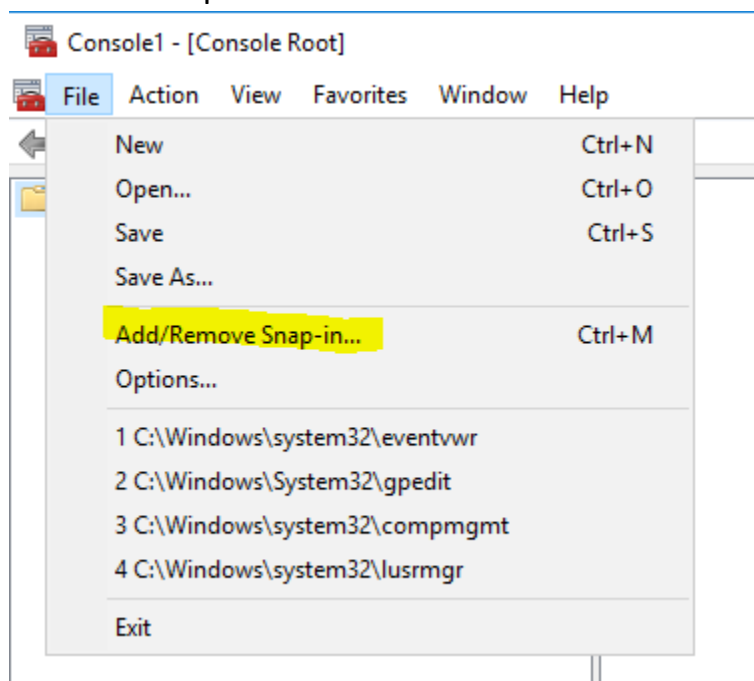 Console1 - [Console Root]
File Action View Favorites Window Help
New Ctrl+N
Open... Ctrl+O
Save Ctrl+S
Save As...
Add/Remove Snap-in... Ctrl+M
Options...
1 C:\Windows\system32\eventvwr
2 C:\Windows\System32\gpedit
3 C:\Windows\system32\compmgmt
4 C:\Windows\system32\lusrmgr
Exit